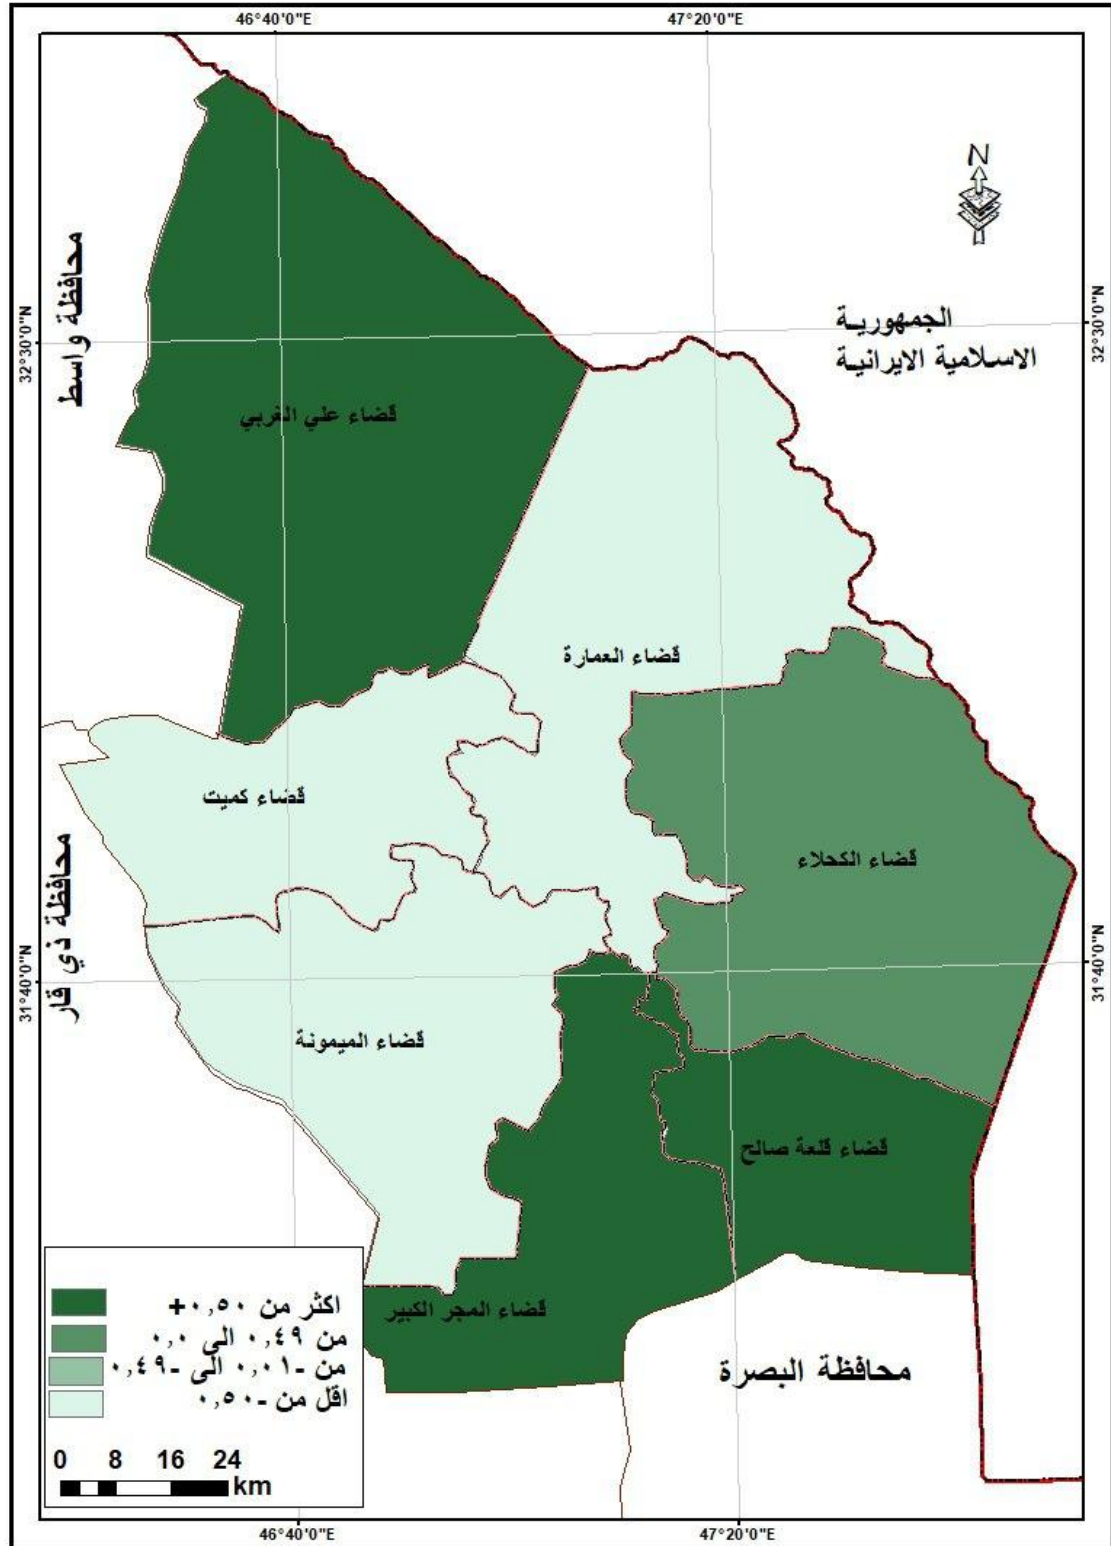 46°40'0"E
47°20'0"E
N
محافظة واسط
32°30'0"N
32°30'0"N
الجمهورية
الاسلامية الايرانية
قضاء علي الغربي
قضاء العمارة
قضاء كميت
قضاء الكحلاء
محافظة ذي قار
31°40'0"N
31°40'0"N
قضاء الميمونة
قضاء قلعة صالح
قضاء المجر الكبير
محافظة البصرة
اكثر من ٠,٥٠+
من ٠,٤٩ الى ٠,٠
من -٠,٠١ الى -٠,٤٩
اقل من -٠,٥٠
0 8 16 24
km
46°40'0"E
47°20'0"E